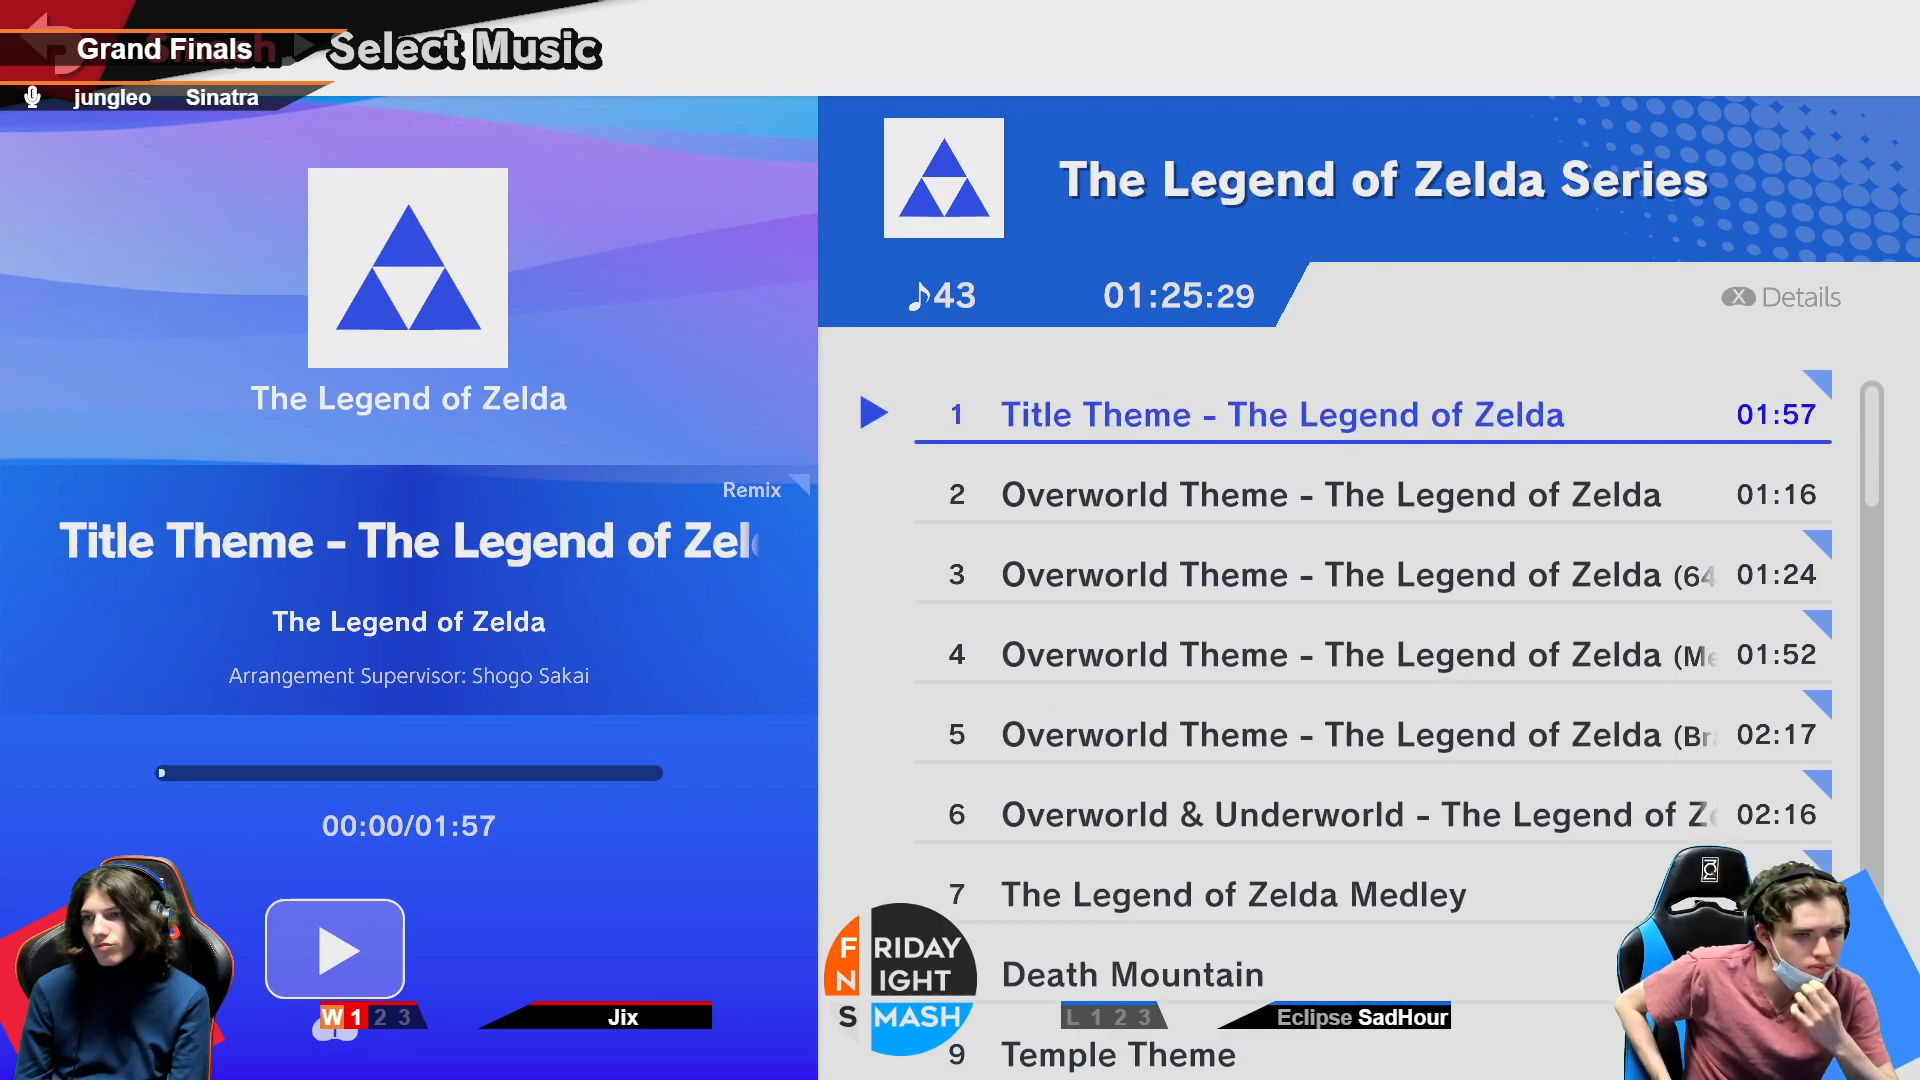 Grand Finals
Select Music
jungleo Sinatra
The Legend of Zelda
Remix
Title Theme - The Legend of Zel
The Legend of Zelda
Arrangement Supervisor: Shogo Sakai
00:00/01:57
The Legend of Zelda Series
♪43 01:25:29
X Details
1 Title Theme - The Legend of Zelda 01:57
2 Overworld Theme - The Legend of Zelda 01:16
3 Overworld Theme - The Legend of Zelda (64 01:24
4 Overworld Theme - The Legend of Zelda (Me 01:52
5 Overworld Theme - The Legend of Zelda (Bra 02:17
6 Overworld & Underworld - The Legend of Ze 02:16
7 The Legend of Zelda Medley
Death Mountain
9 Temple Theme
FRIDAY
NIGHT
SMASH
W 1 2 3 Jix
L 1 2 3 Eclipse SadHour